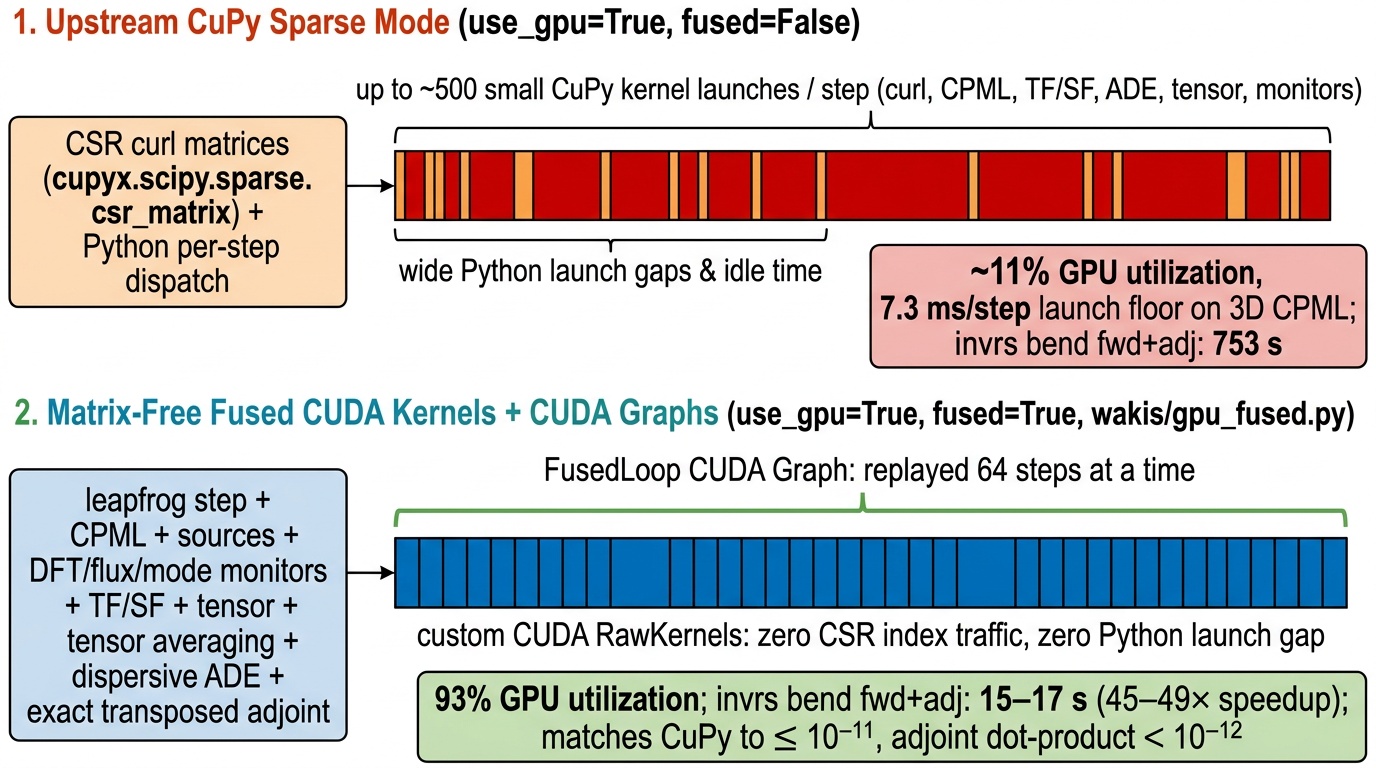 1. Upstream CuPy Sparse Mode (use_gpu=True, fused=False)
up to ~500 small CuPy kernel launches / step (curl, CPML, TF/SF, ADE, tensor, monitors)
CSR curl matrices
(cupyx.scipy.sparse.
csr_matrix) +
Python per-step
dispatch
wide Python launch gaps & idle time
~11% GPU utilization,
7.3 ms/step launch floor on 3D CPML;
invrs bend fwd+adj: 753 s
2. Matrix-Free Fused CUDA Kernels + CUDA Graphs (use_gpu=True, fused=True, wakis/gpu_fused.py)
FusedLoop CUDA Graph: replayed 64 steps at a time
leapfrog step +
CPML + sources +
DFT/flux/mode monitors
+ TF/SF + tensor +
tensor averaging +
dispersive ADE +
exact transposed adjoint
custom CUDA RawKernels: zero CSR index traffic, zero Python launch gap
93% GPU utilization; invrs bend fwd+adj: 15–17 s (45–49× speedup);
matches CuPy to ≤ 10⁻¹¹, adjoint dot-product < 10⁻¹²